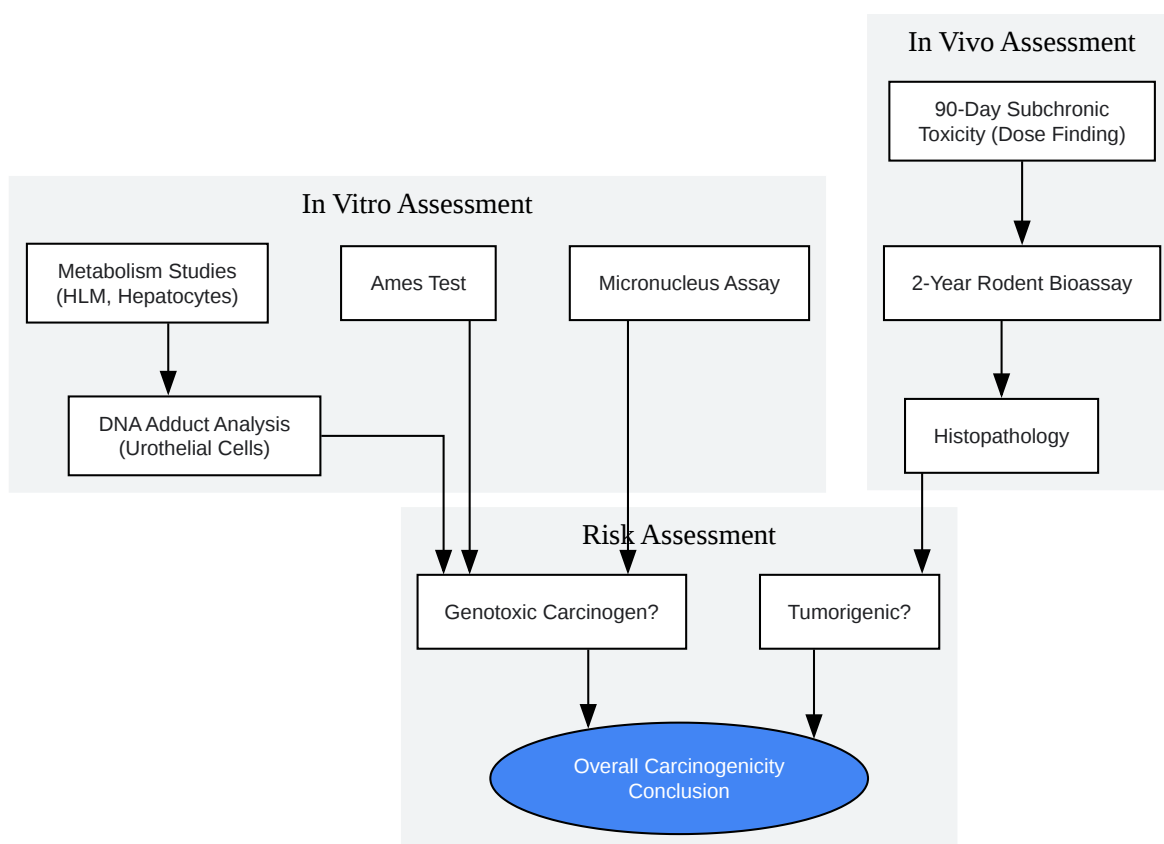 In Vivo Assessment
90-Day Subchronic
Toxicity (Dose Finding)
In Vitro Assessment
Metabolism Studies
(HLM, Hepatocytes)
Ames Test
Micronucleus Assay
2-Year Rodent Bioassay
DNA Adduct Analysis
(Urothelial Cells)
Histopathology
Risk Assessment
Genotoxic Carcinogen?
Tumorigenic?
Overall Carcinogenicity
Conclusion